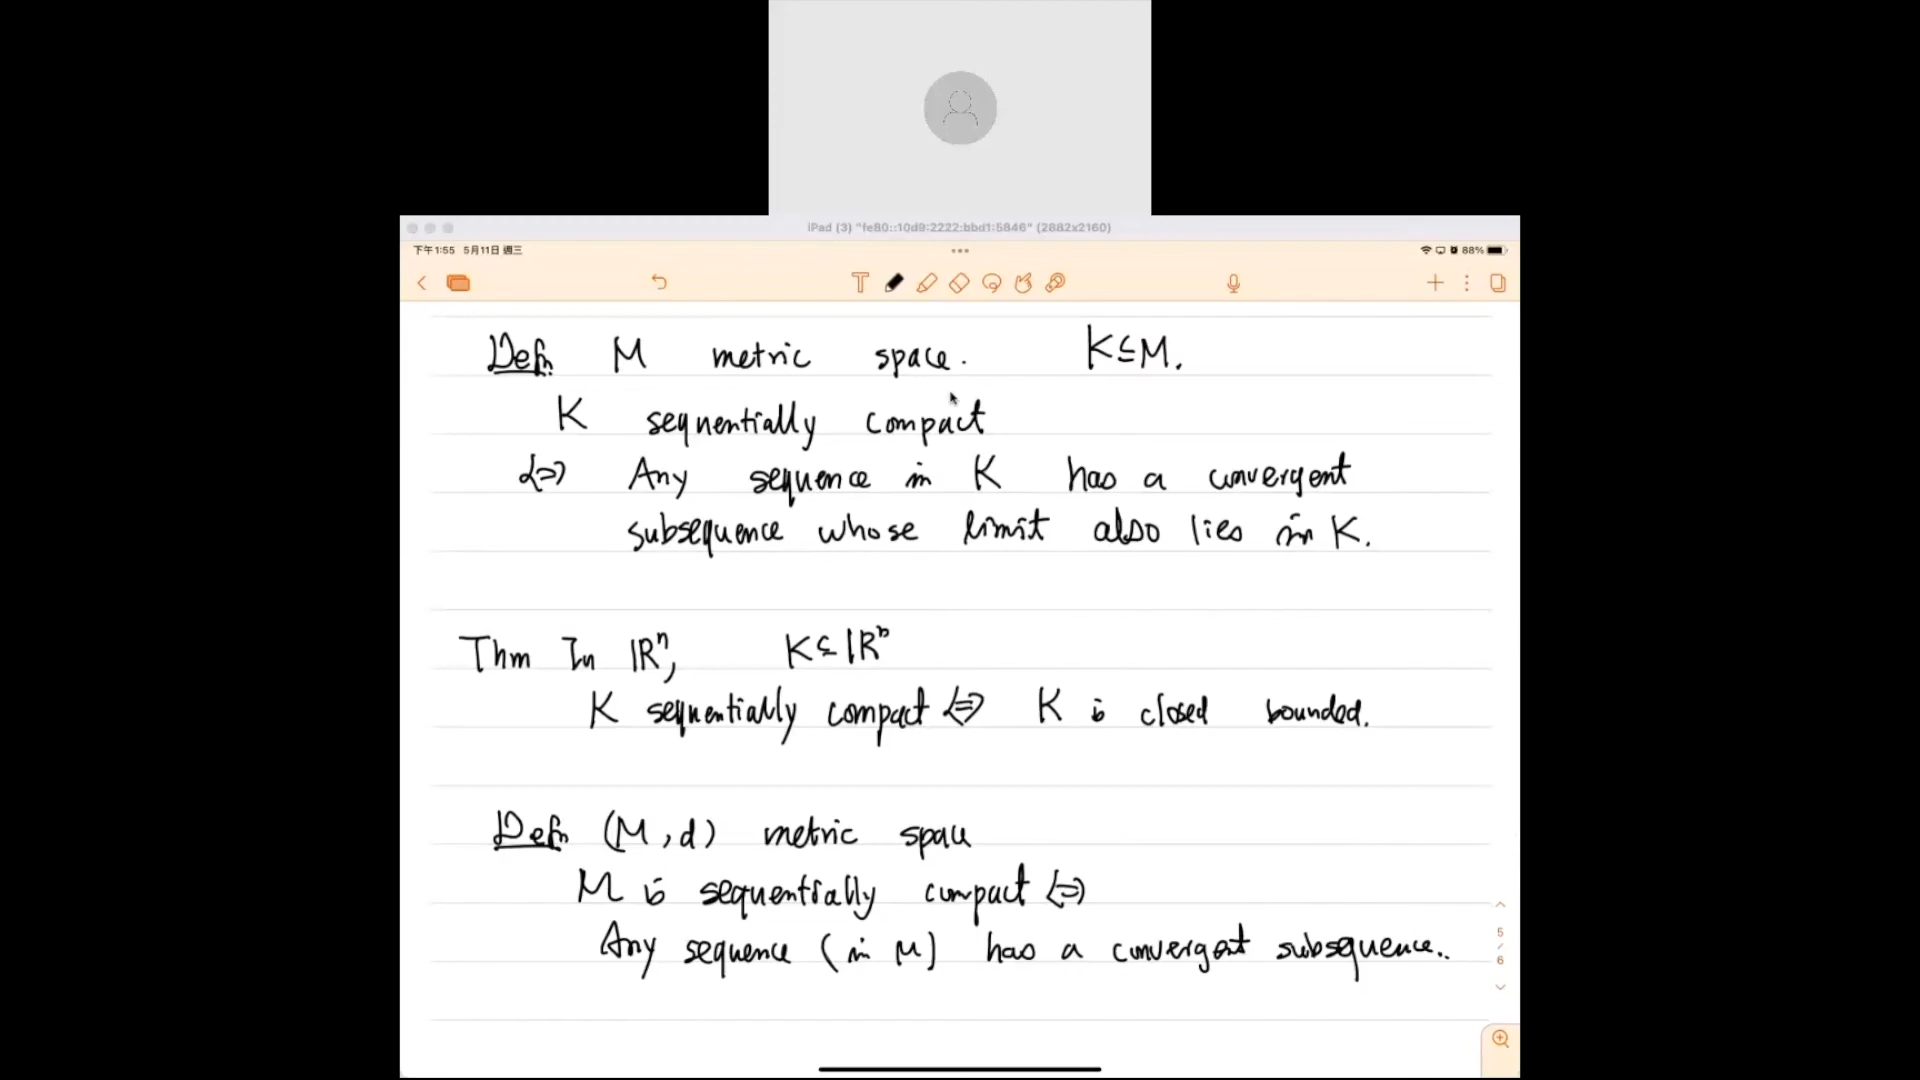 iPad (3) "fe80::10d9:2222:bbd1:5846" (2882x2160)
下午1:55 5月11日 週三
88%
Defn M metric space. K⊆M.
K sequentially compact
⇔ Any sequence in K has a convergent
subsequence whose limit also lies in K.
Thm In ℝⁿ, K⊆ℝⁿ
K sequentially compact ⇔ K is closed bounded.
Defn (M,d) metric space
M is sequentially compact ⇔
Any sequence (in M) has a convergent subsequence..
5
/
6